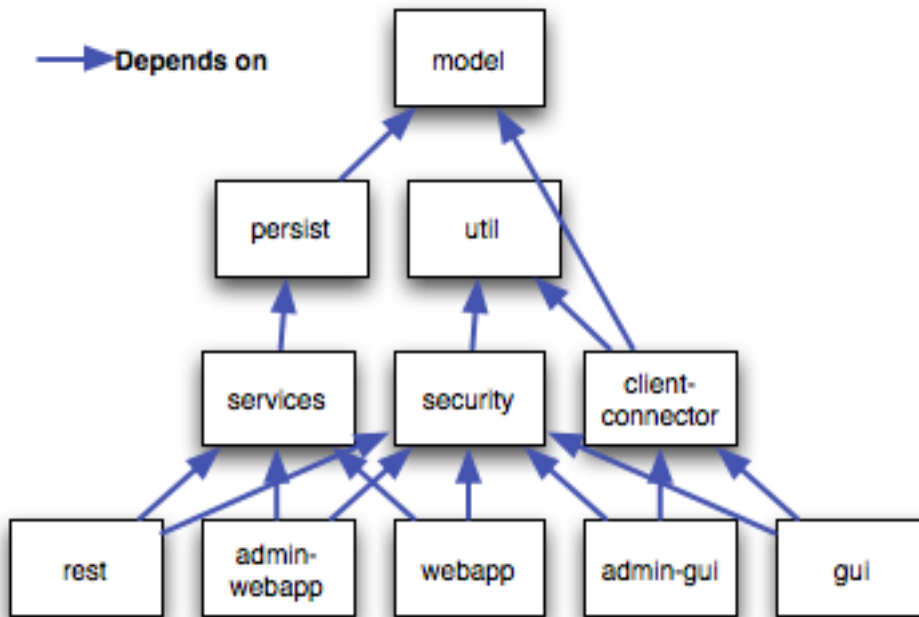 Depends on
model
persist
util
services
security
client-
connector
rest
admin-
webapp
webapp
admin-gui
gui